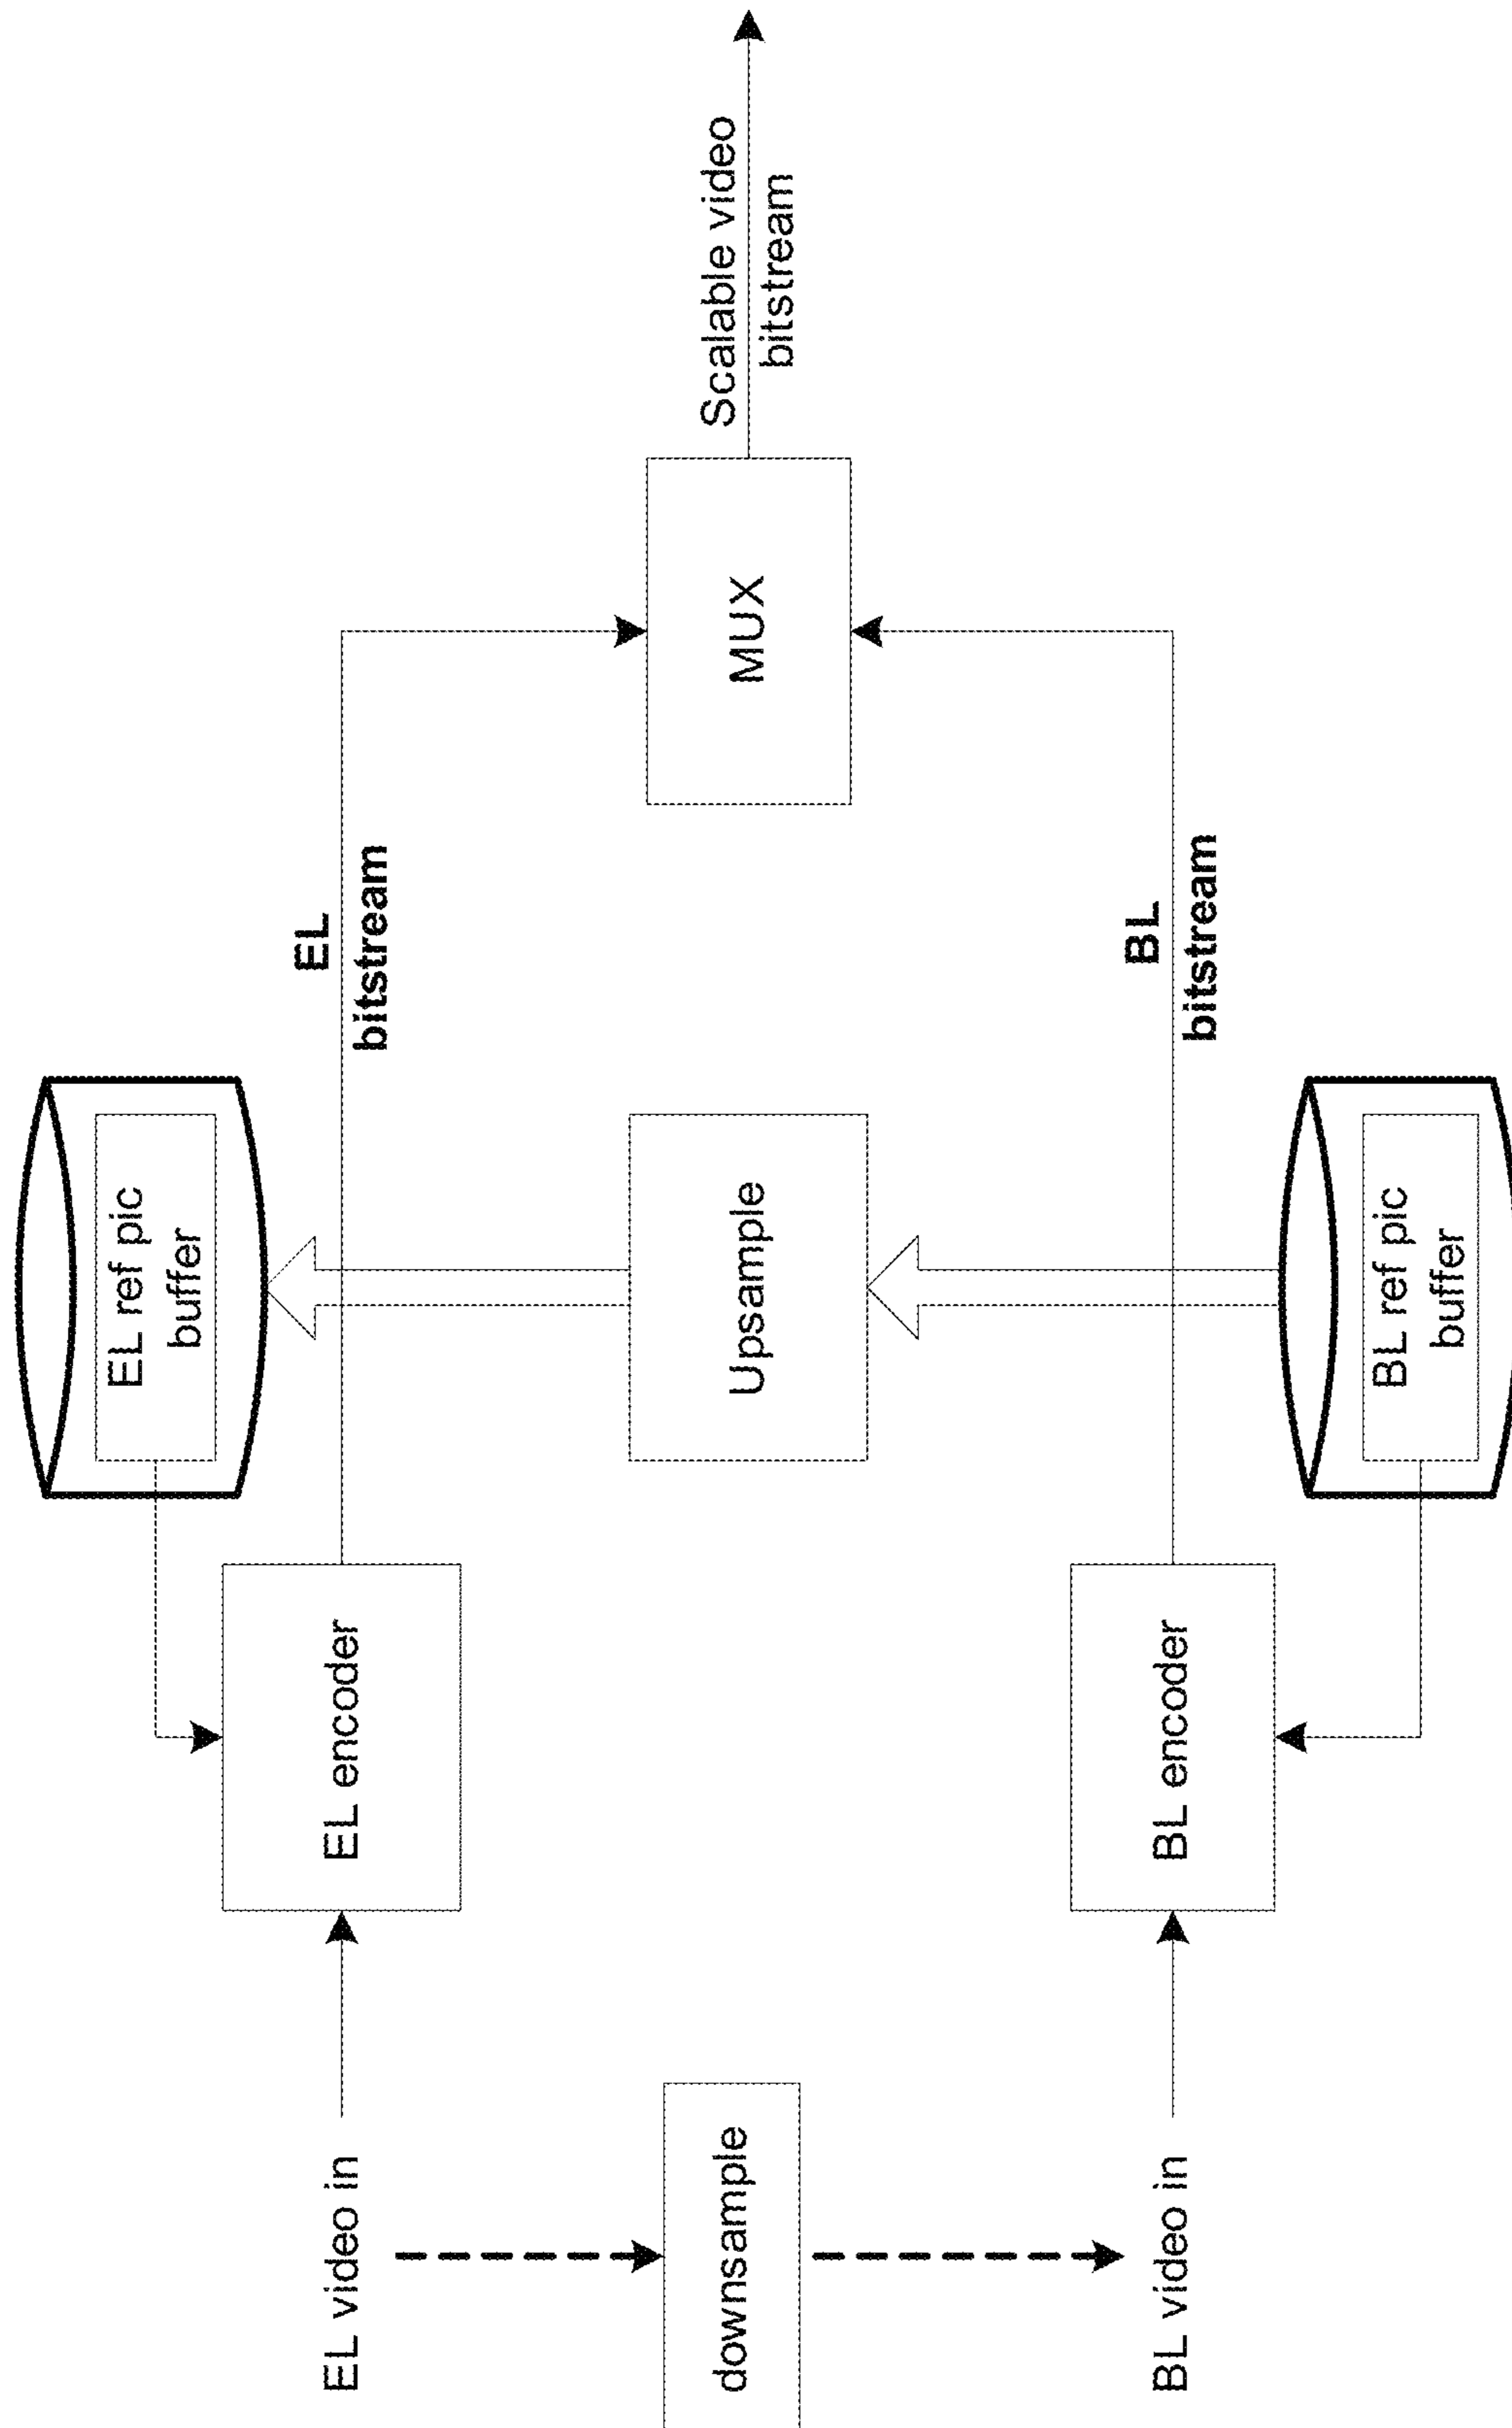 EL video in
downsample
BL video in
EL encoder
BL encoder
EL ref pic
buffer
Upsample
BL ref pic
buffer
EL
bitstream
BL
bitstream
MUX
Scalable video
bitstream